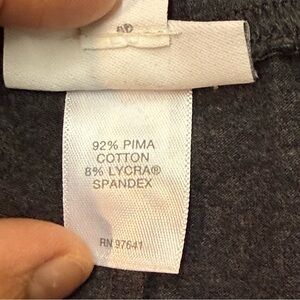 92% PIMA
COTTON
8% LYCRA®
SPANDEX
RN 97641